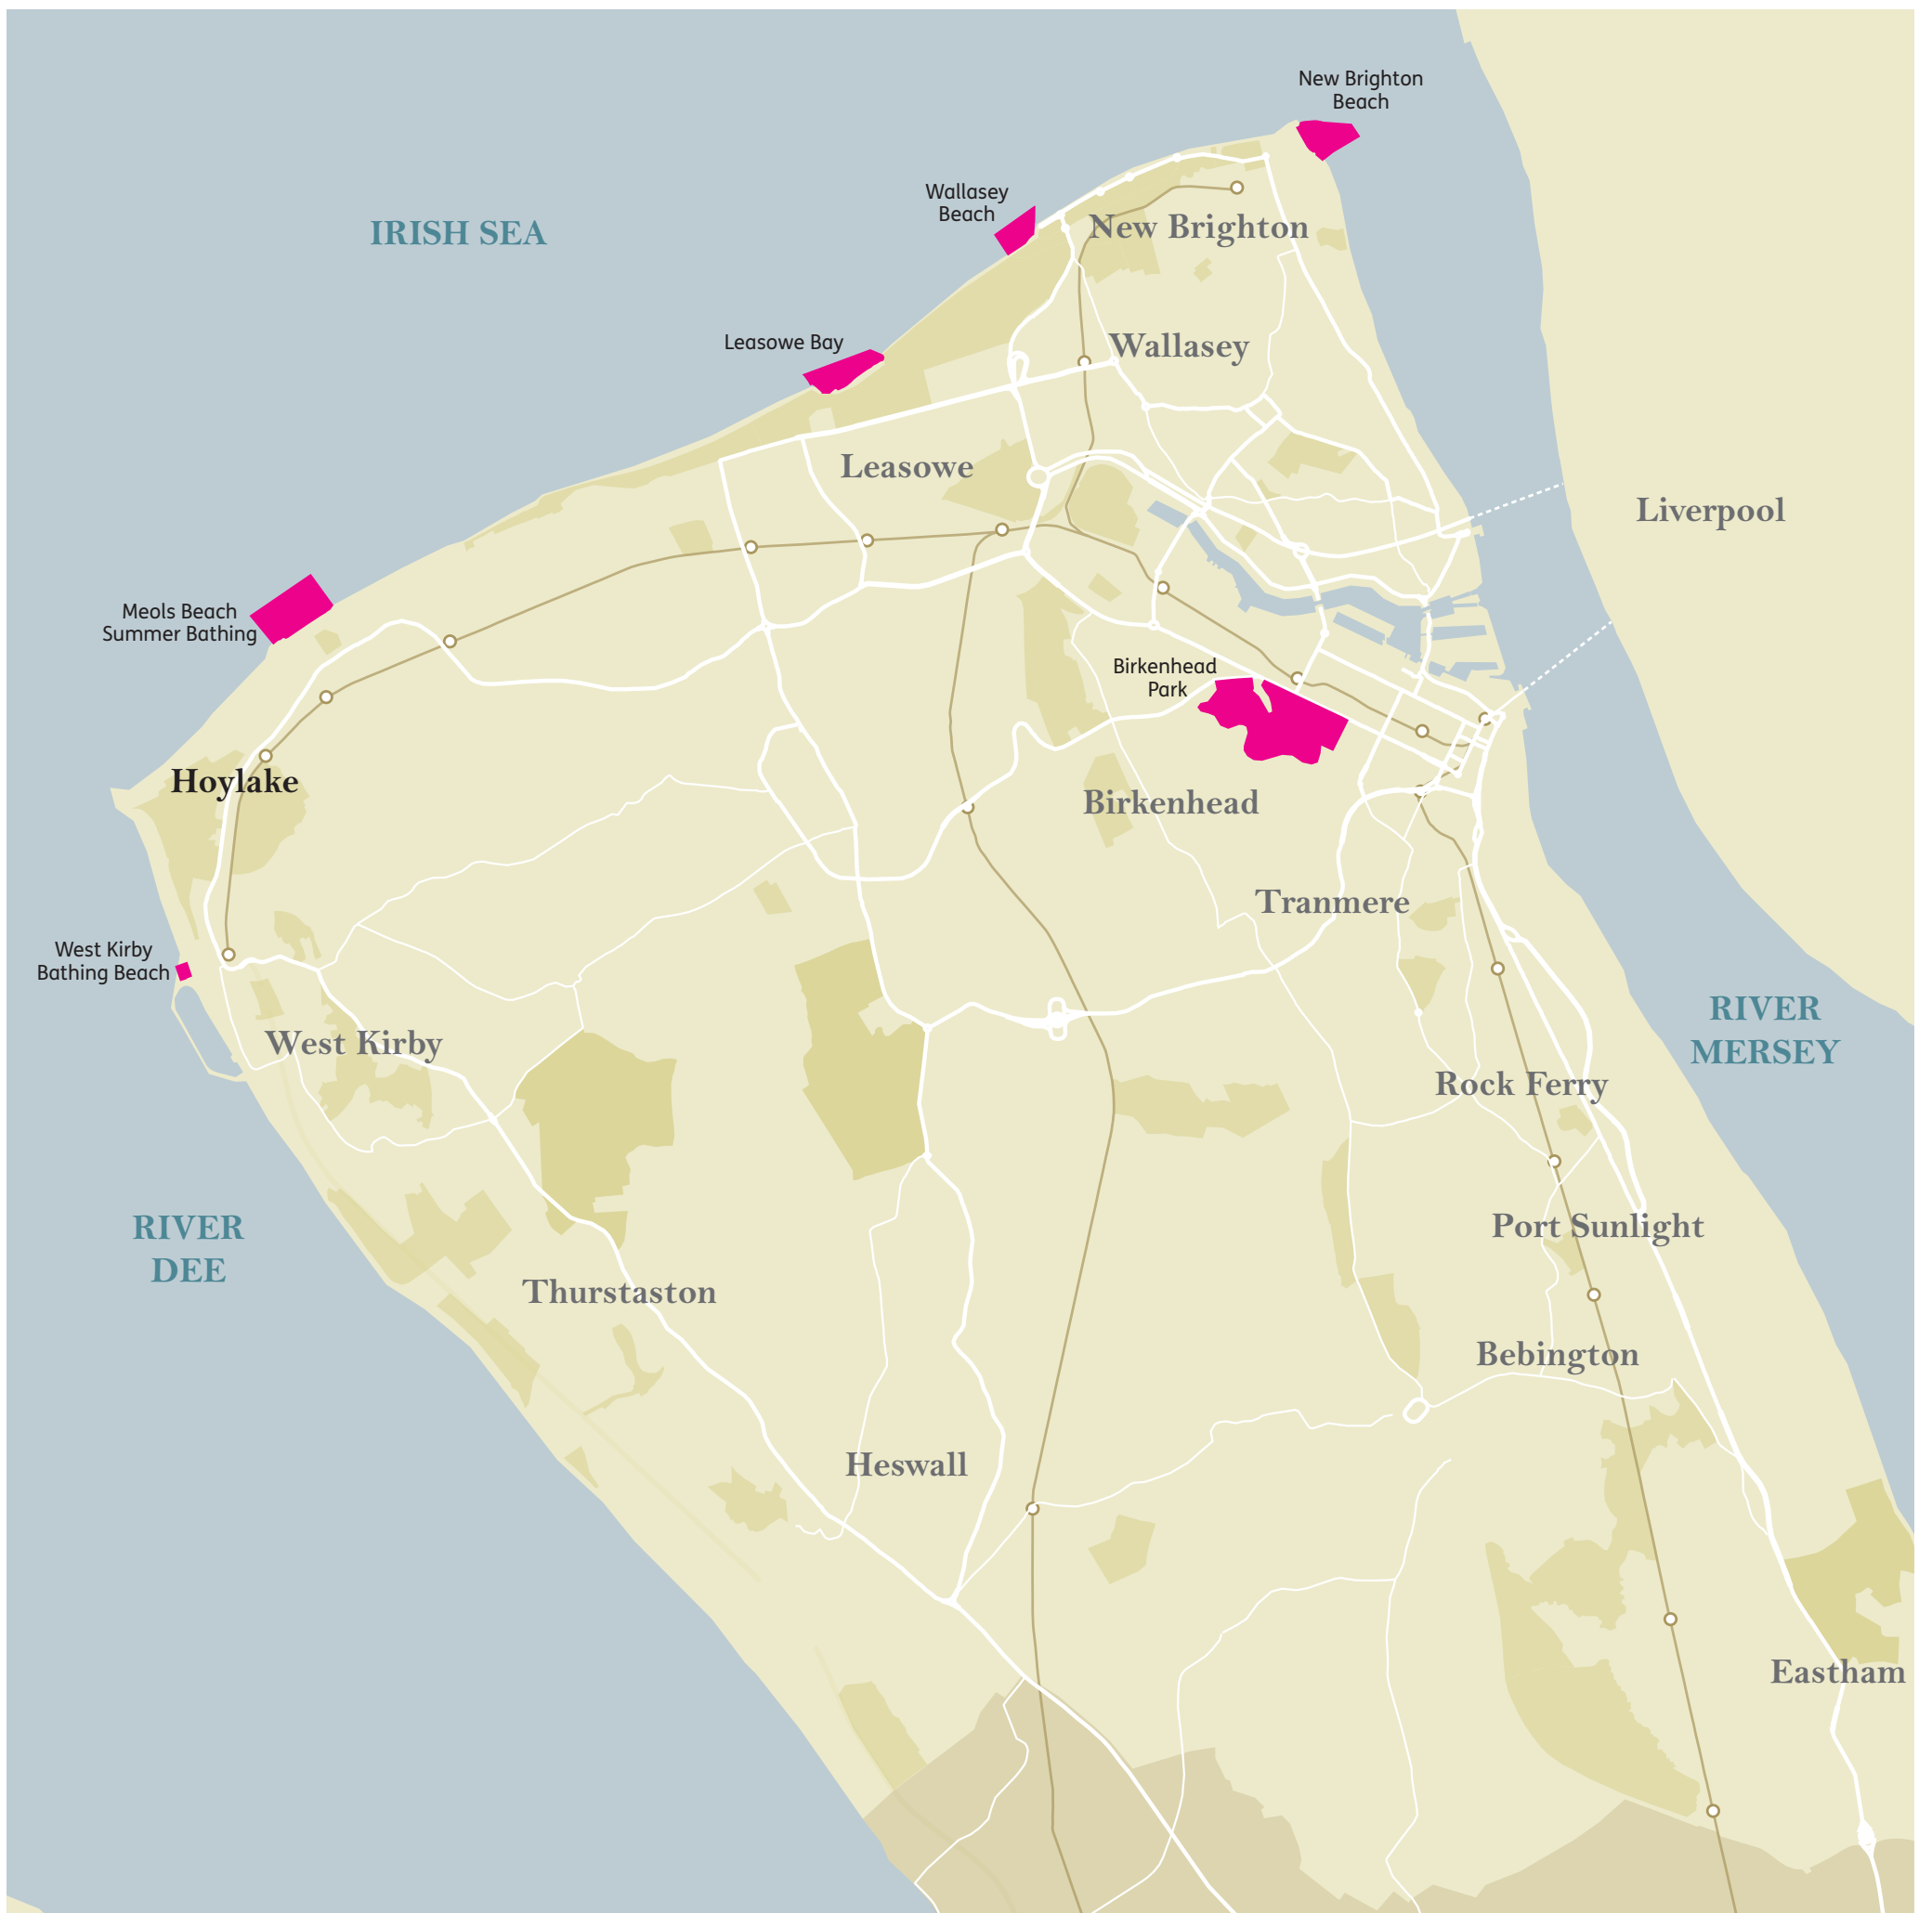 New Brighton
Beach
Wallasey
Beach
IRISH SEA
New Brighton
Leasowe Bay
Wallasey
Leasowe
Liverpool
Meols Beach
Summer Bathing
Birkenhead
Park
Hoylake
Birkenhead
Tranmere
West Kirby
Bathing Beach
RIVER
MERSEY
West Kirby
Rock Ferry
RIVER
DEE
Port Sunlight
Thurstaston
Bebington
Heswall
Eastham